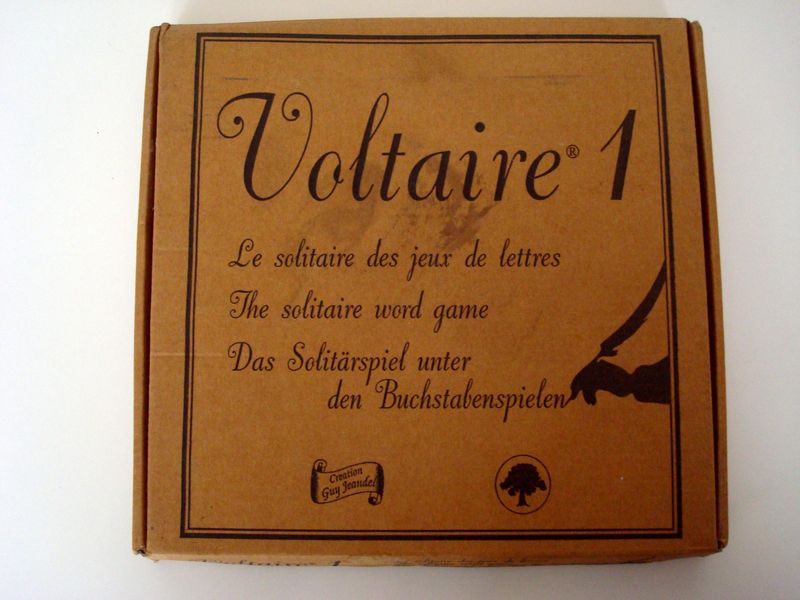 Voltaire® 1
Le solitaire des jeux de lettres
The solitaire word game
Das Solitärspiel unter
den Buchstabenspielen
Creation
Guy Jeandel